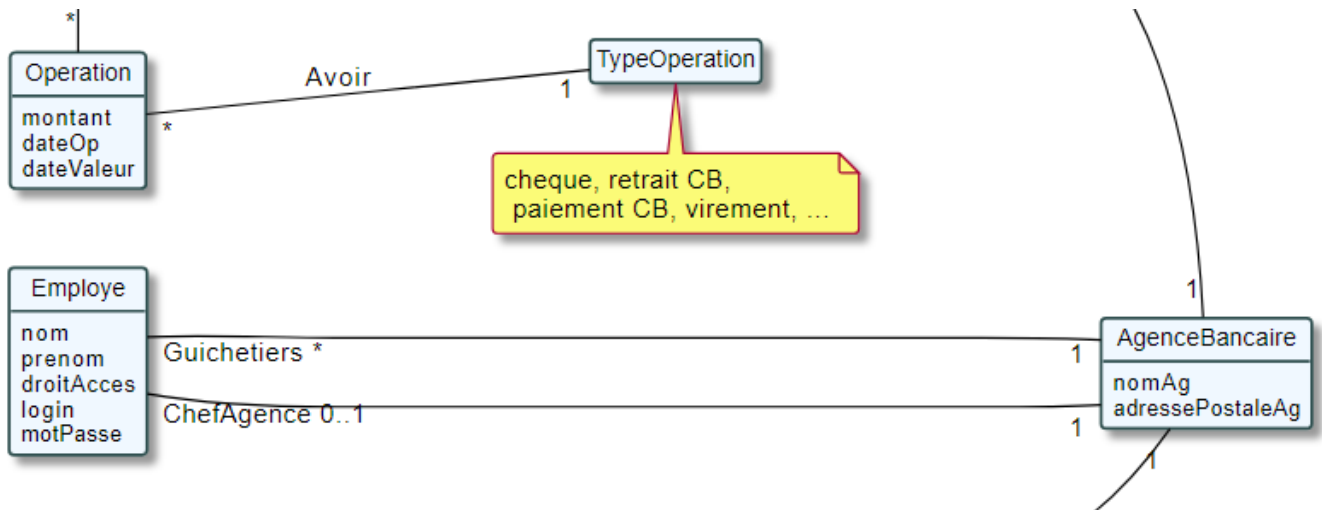 *
Operation
montant
dateOp
dateValeur
Avoir
*
1
TypeOperation
cheque, retrait CB,
paiement CB, virement, ...
Employe
nom
prenom
droitAcces
login
motPasse
Guichetiers *
1
ChefAgence 0..1
1
1
AgenceBancaire
nomAg
adressePostaleAg
1